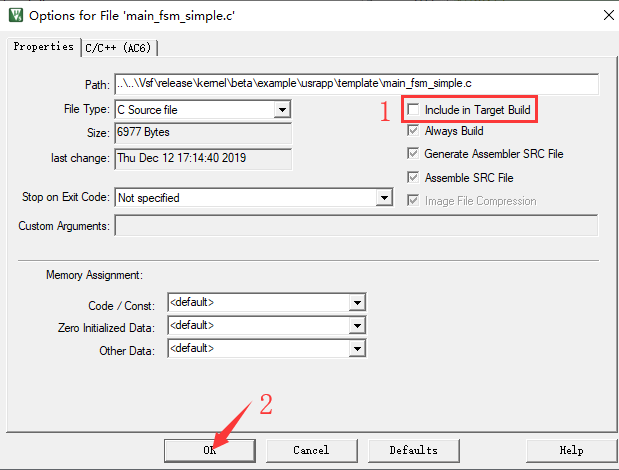 Options for File 'main_fsm_simple.c'
Properties
C/C++ (AC6)
Path: ..\..\Vsf\release\kernel\beta\example\usrapp\template\main_fsm_simple.c
File Type: C Source file
1
Include in Target Build
Size: 6977 Bytes
Always Build
last change: Thu Dec 12 17:14:40 2019
Generate Assembler SRC File
Assemble SRC File
Stop on Exit Code: Not specified
Image File Compression
Custom Arguments:
Memory Assignment:
Code / Const: <default>
Zero Initialized Data: <default>
Other Data: <default>
2
OK
Cancel
Defaults
Help